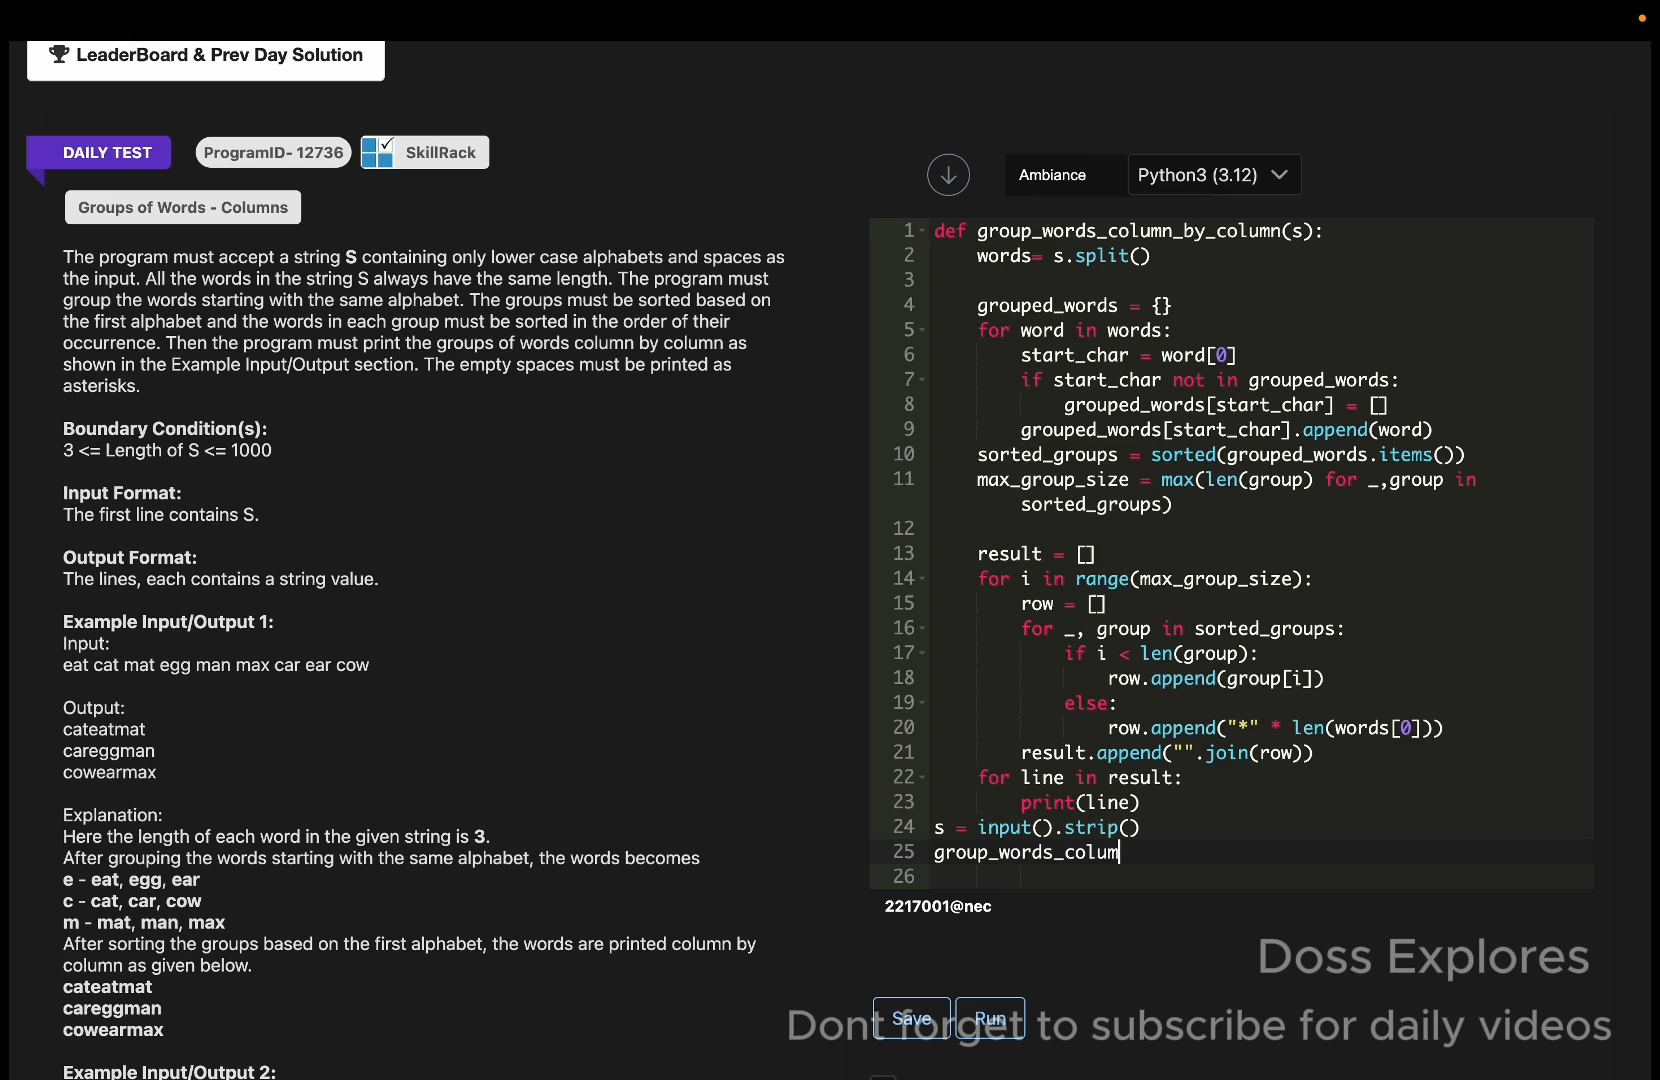 LeaderBoard & Prev Day Solution
DAILY TEST
ProgramID- 12736
SkillRack
Groups of Words - Columns
The program must accept a string S containing only lower case alphabets and spaces as
the input. All the words in the string S always have the same length. The program must
group the words starting with the same alphabet. The groups must be sorted based on
the first alphabet and the words in each group must be sorted in the order of their
occurrence. Then the program must print the groups of words column by column as
shown in the Example Input/Output section. The empty spaces must be printed as
asterisks.
Boundary Condition(s):
3 <= Length of S <= 1000
Input Format:
The first line contains S.
Output Format:
The lines, each contains a string value.
Example Input/Output 1:
Input:
eat cat mat egg man max car ear cow
Output:
cateatmat
careggman
cowearmax
Explanation:
Here the length of each word in the given string is 3.
After grouping the words starting with the same alphabet, the words becomes
e - eat, egg, ear
c - cat, car, cow
m - mat, man, max
After sorting the groups based on the first alphabet, the words are printed column by
column as given below.
cateatmat
careggman
cowearmax
Example Input/Output 2:
Ambiance
Python3 (3.12)
1 def group_words_column_by_column(s):
2     words= s.split()
3
4     grouped_words = {}
5     for word in words:
6         start_char = word[0]
7         if start_char not in grouped_words:
8             grouped_words[start_char] = []
9         grouped_words[start_char].append(word)
10     sorted_groups = sorted(grouped_words.items())
11     max_group_size = max(len(group) for _,group in
sorted_groups)
12
13     result = []
14     for i in range(max_group_size):
15         row = []
16         for _, group in sorted_groups:
17             if i < len(group):
18                 row.append(group[i])
19             else:
20                 row.append("*" * len(words[0]))
21         result.append("".join(row))
22     for line in result:
23         print(line)
24 s = input().strip()
25 group_words_colum
26
2217001@nec
Doss Explores
Save
Run
Dont forget to subscribe for daily videos